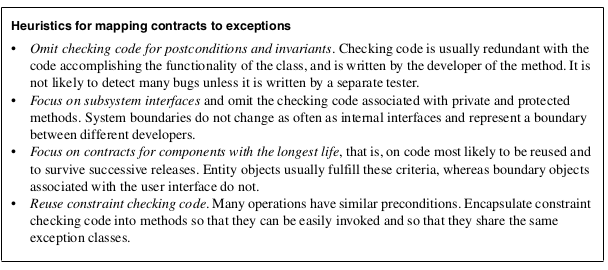 Heuristics for mapping contracts to exceptions
• Omit checking code for postconditions and invariants. Checking code is usually redundant with the
code accomplishing the functionality of the class, and is written by the developer of the method. It is
not likely to detect many bugs unless it is written by a separate tester.
• Focus on subsystem interfaces and omit the checking code associated with private and protected
methods. System boundaries do not change as often as internal interfaces and represent a boundary
between different developers.
• Focus on contracts for components with the longest life, that is, on code most likely to be reused and
to survive successive releases. Entity objects usually fulfill these criteria, whereas boundary objects
associated with the user interface do not.
• Reuse constraint checking code. Many operations have similar preconditions. Encapsulate constraint
checking code into methods so that they can be easily invoked and so that they share the same
exception classes.